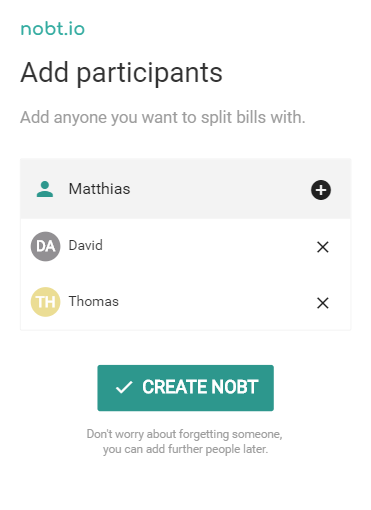 nobt.io
Add participants
Add anyone you want to split bills with.
Matthias
DA David
TH Thomas
CREATE NOBT
Don't worry about forgetting someone,
you can add further people later.